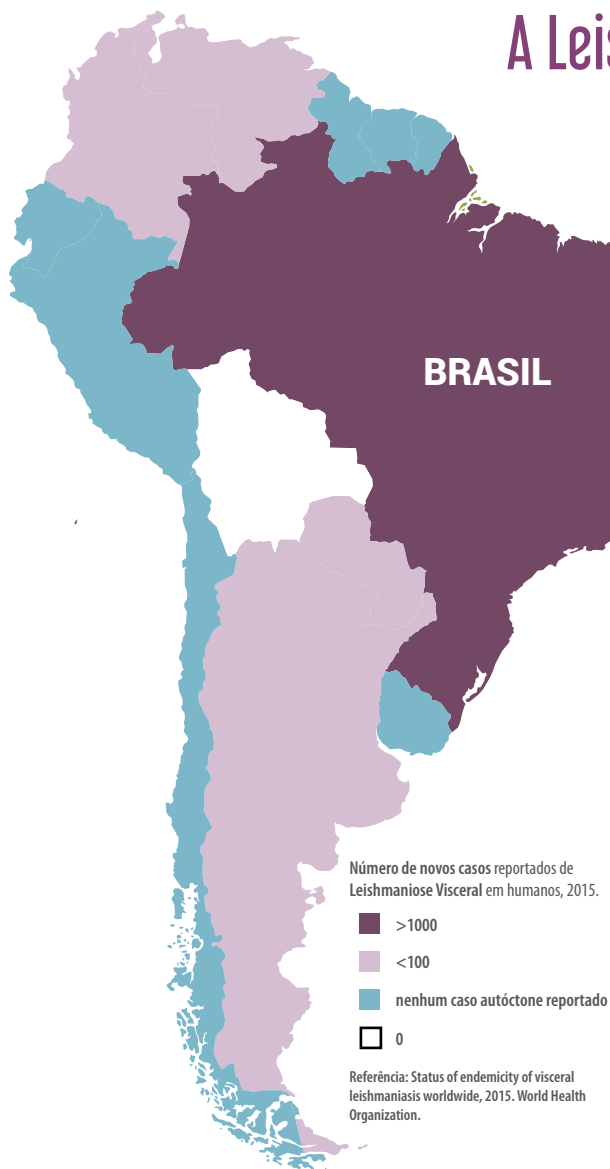 A Leis
BRASIL
Número de novos casos reportados de
Leishmaniose Visceral em humanos, 2015.
>1000
<100
nenhum caso autóctone reportado
0
Referência: Status of endemicity of visceral
leishmaniasis worldwide, 2015. World Health
Organization.